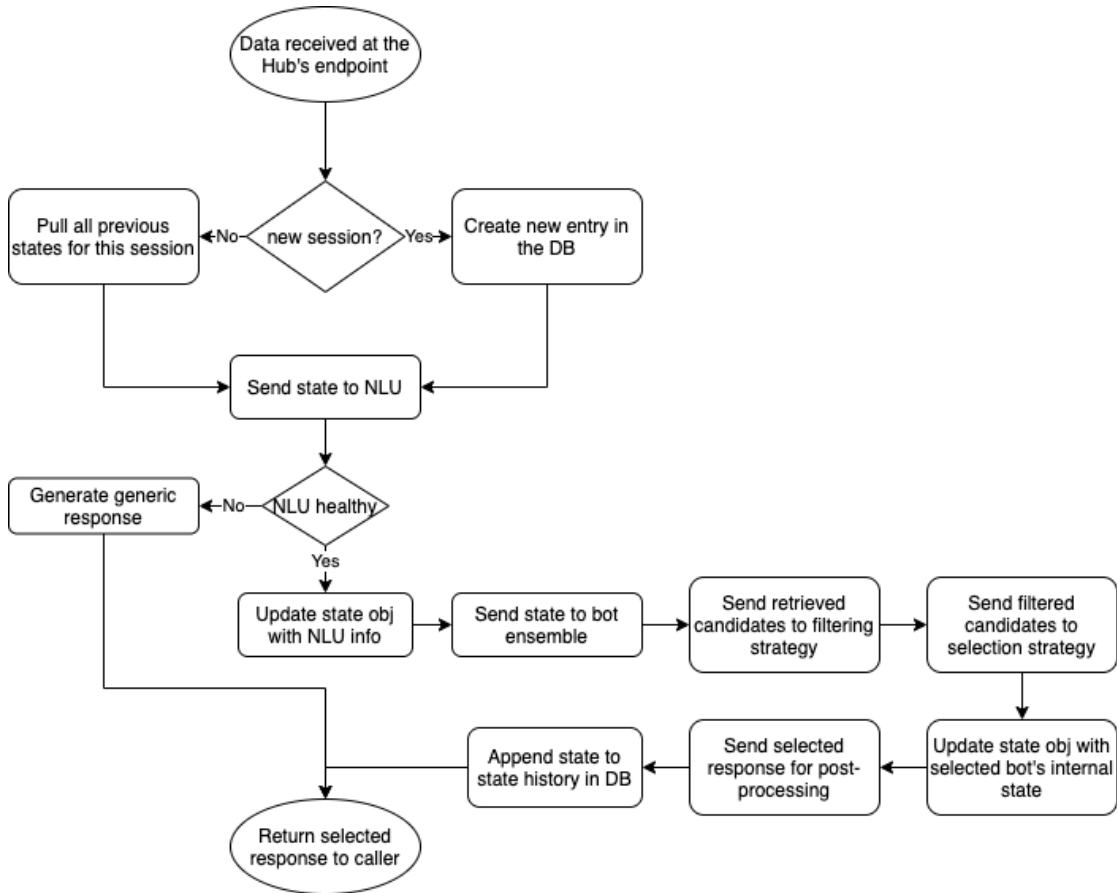 Data received at the
Hub's endpoint
Pull all previous
states for this session
No
new session?
Yes
Create new entry in
the DB
Send state to NLU
Generate generic
response
No
NLU healthy
Yes
Update state obj
with NLU info
Send state to bot
ensemble
Send retrieved
candidates to filtering
strategy
Send filtered
candidates to
selection strategy
Append state to
state history in DB
Send selected
response for post-
processing
Update state obj with
selected bot's internal
state
Return selected
response to caller